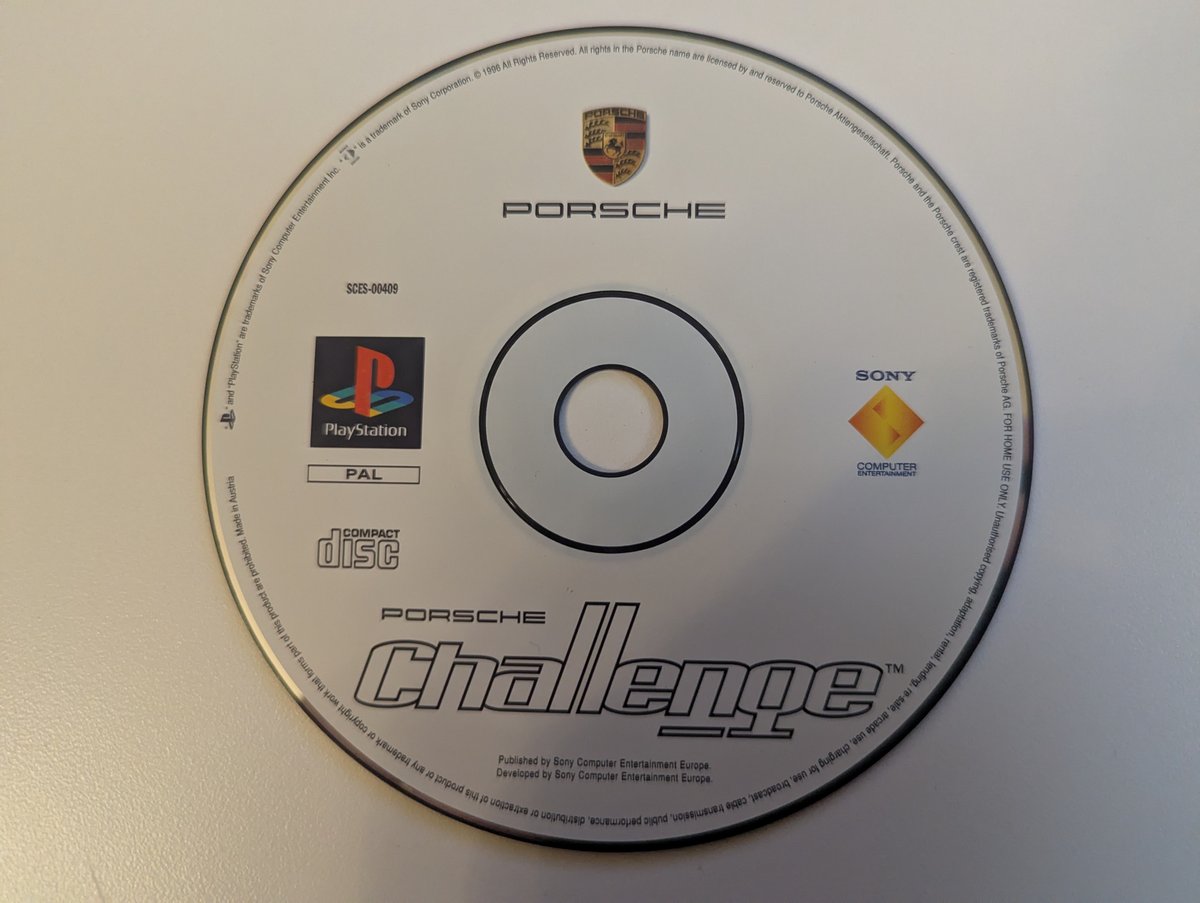 PORSCHE
PORSCHE
SCES-00409
PlayStation
PAL
COMPACT
disc
SONY
COMPUTER
ENTERTAINMENT
PORSCHE
Challenge™
Published by Sony Computer Entertainment Europe.
Developed by Sony Computer Entertainment Europe.
and "PlayStation" are trademarks of Sony Computer Entertainment Inc. " " is a trademark of Sony Corporation. © 1996 All Rights Reserved. All rights in the Porsche name are licensed by and reserved to Porsche Aktiengesellschaft. Porsche and the Porsche crest are registered trademarks of Porsche AG. FOR HOME USE ONLY. Unauthorised copying, adaptation, rental, lending, re-sale, arcade use, charging for use, broadcast, cable transmission, public performance, distribution or extraction of this product or any trademark or copyright work that forms part of this product are prohibited. Made in Austria